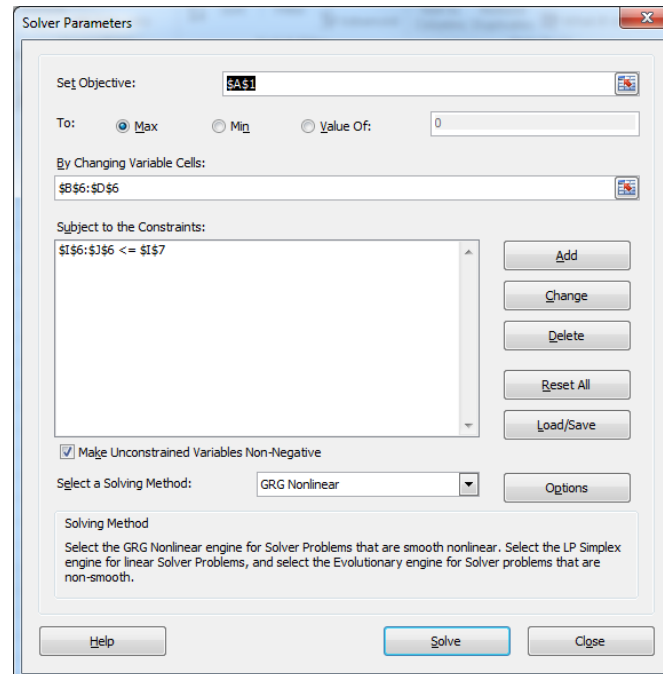 Solver Parameters
Set Objective: $A$1
To: Max Min Value Of: 0
By Changing Variable Cells:
$B$6:$D$6
Subject to the Constraints:
$I$6:$J$6 <= $I$7
Add
Change
Delete
Reset All
Load/Save
Make Unconstrained Variables Non-Negative
Select a Solving Method: GRG Nonlinear Options
Solving Method
Select the GRG Nonlinear engine for Solver Problems that are smooth nonlinear. Select the LP Simplex
engine for linear Solver Problems, and select the Evolutionary engine for Solver problems that are
non-smooth.
Help Solve Close